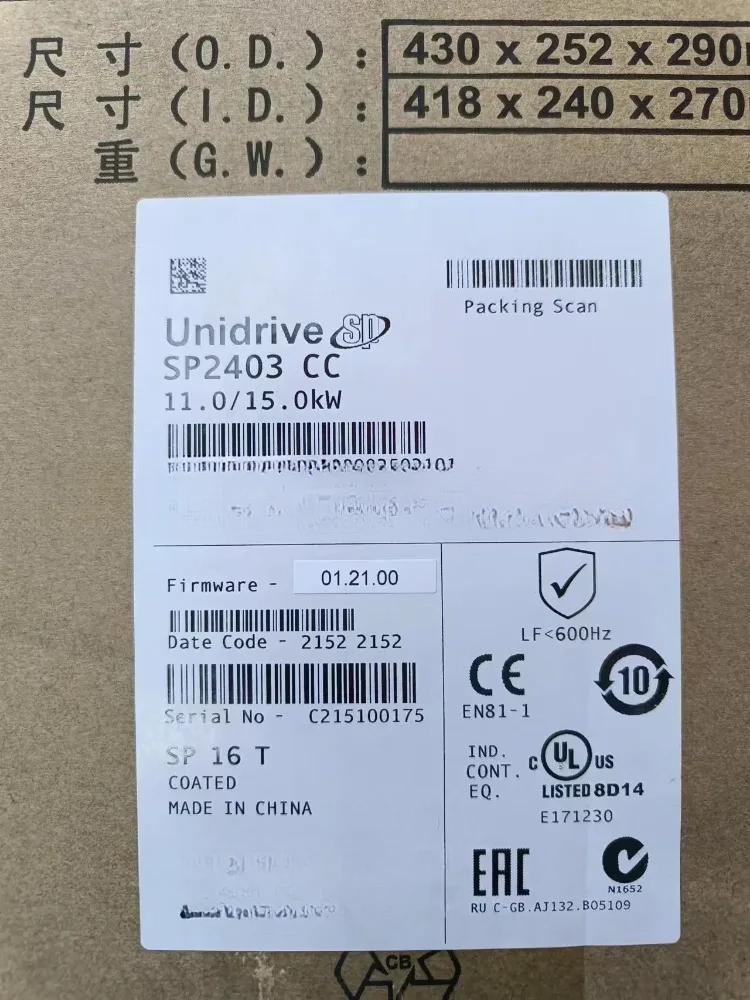 尺 寸 (O.D.) : 430 x 252 x 290
尺 寸 (I.D.) : 418 x 240 x 270
重 (G.W.) :
Packing Scan
Unidrive SP
SP2403 CC
11.0/15.0kW
Firmware - 01.21.00
Date Code - 2152 2152
Serial No - C215100175
SP 16 T
COATED
MADE IN CHINA
LF<600Hz
CE
10
EN81-1
IND.
CONT.
EQ.
C UL US
LISTED 8D14
E171230
EAC
N1652
RU C-GB.AJ132.B05109
CB